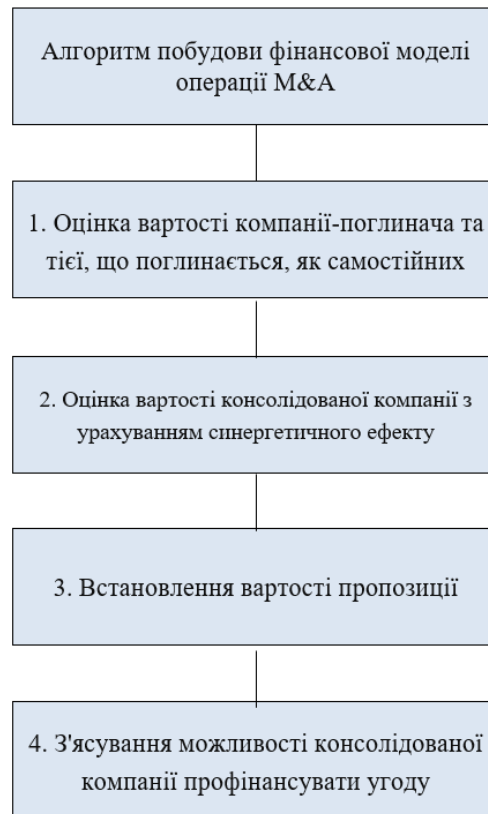 Алгоритм побудови фінансової моделі
операції M&A
1. Оцінка вартості компанії-поглинача та
тієї, що поглинається, як самостійних
2. Оцінка вартості консолідованої компанії з
урахуванням синергетичного ефекту
3. Встановлення вартості пропозиції
4. З'ясування можливості консолідованої
компанії профінансувати угоду